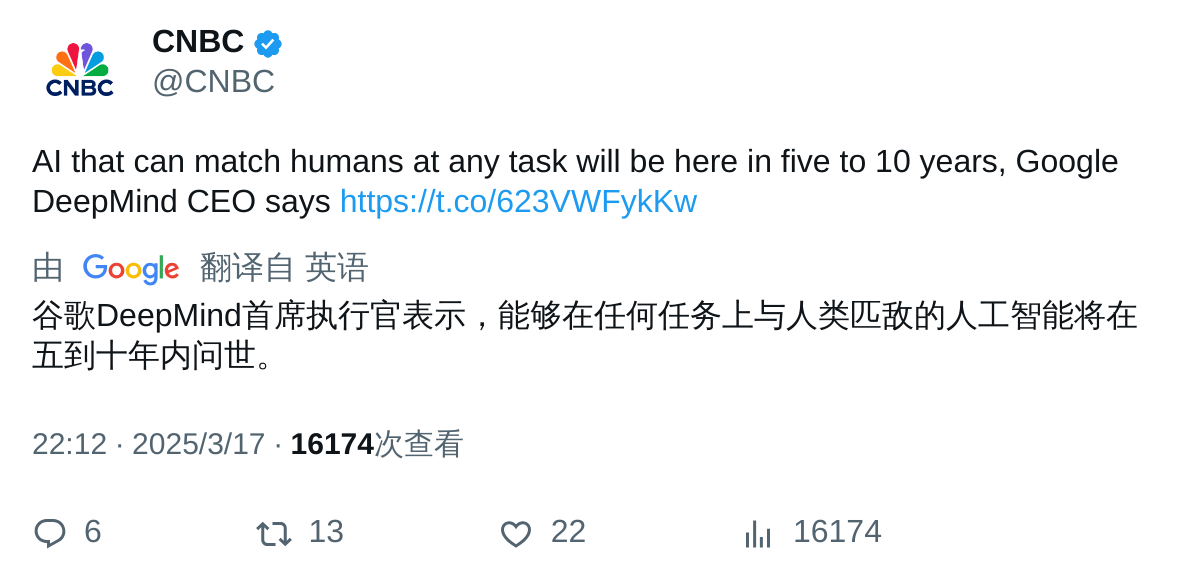 CNBC
CNBC
@CNBC
AI that can match humans at any task will be here in five to 10 years, Google
DeepMind CEO says https://t.co/623VWFykKw
由 Google 翻译自 英语
谷歌DeepMind首席执行官表示，能够在任何任务上与人类匹敌的人工智能将在
五到十年内问世。
22:12 · 2025/3/17 · 16174次查看
6 13 22 16174